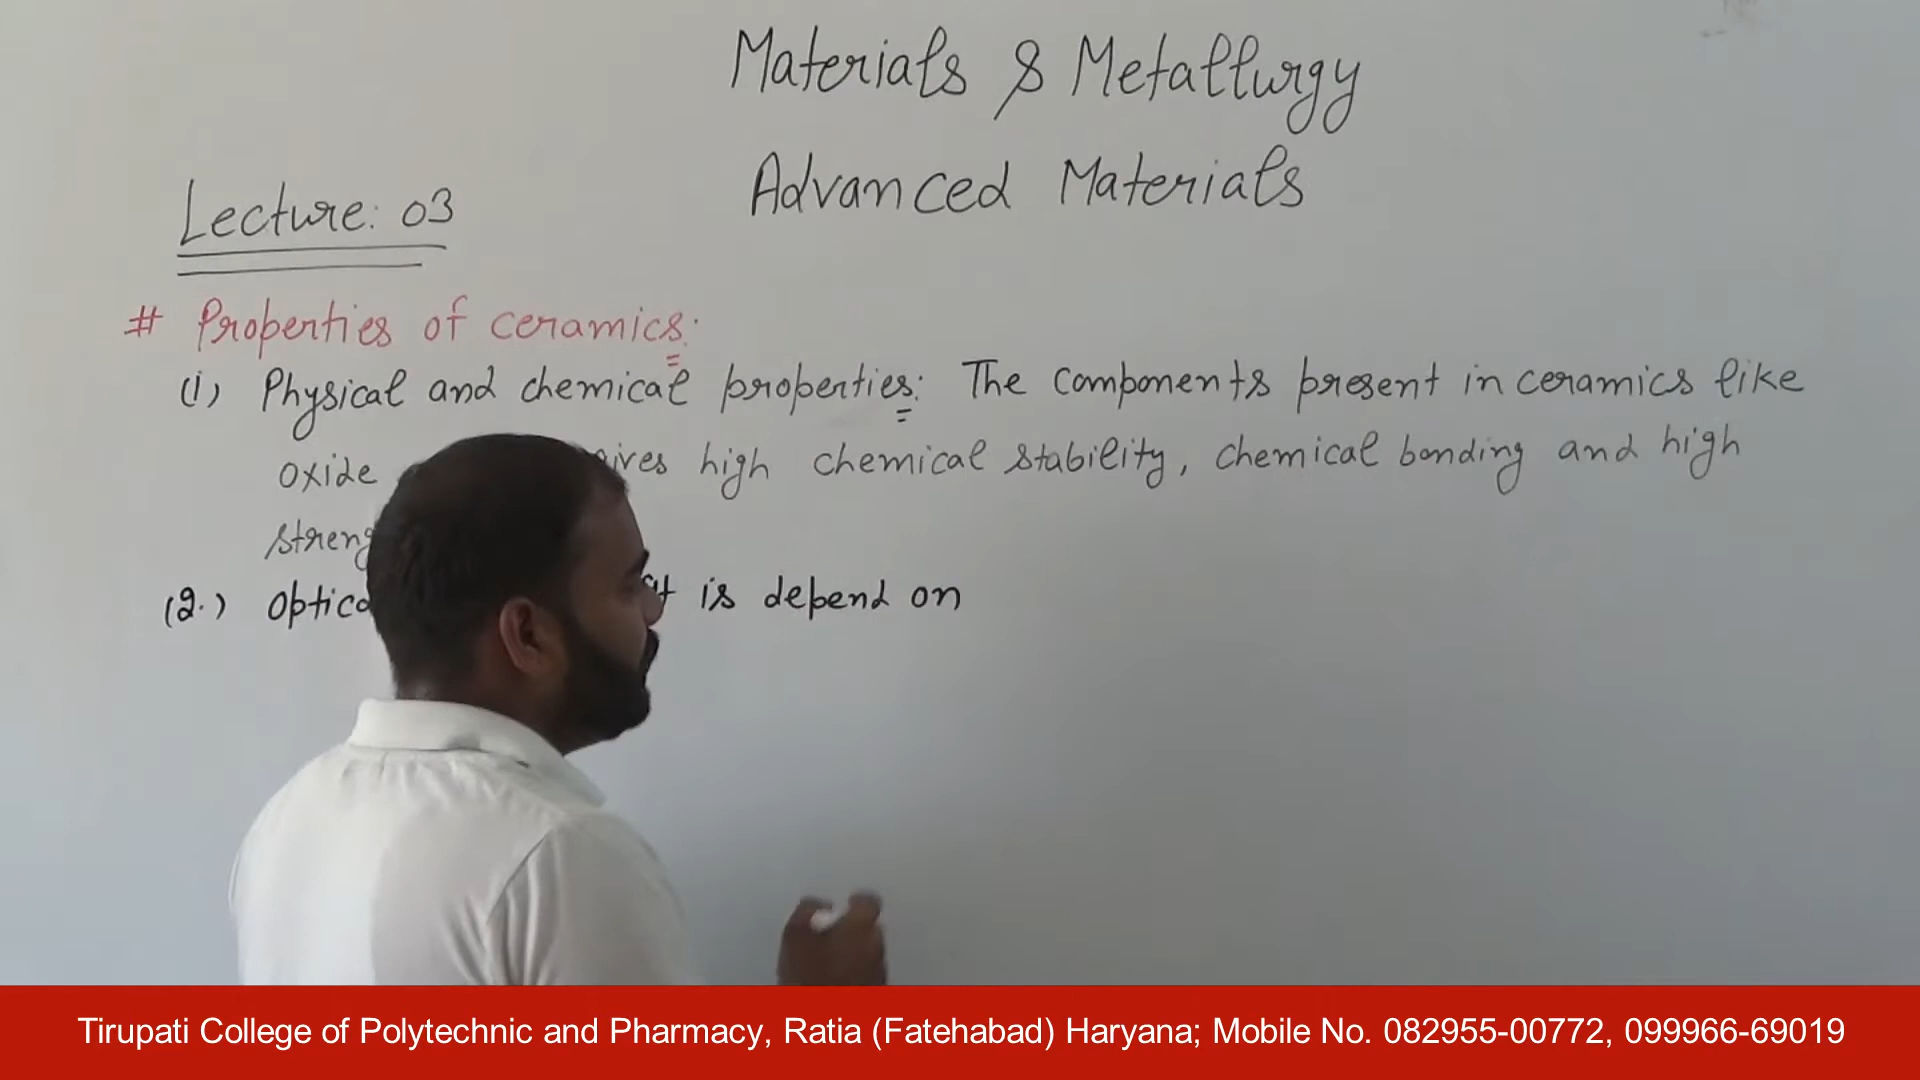 Materials & Metallurgy
Advanced Materials
Lecture: 03
# Properties of ceramics:
(i) Physical and chemical properties: The components present in ceramics like
oxide gives high chemical stability, chemical bonding and high
(2.) is depend on
Tirupati College of Polytechnic and Pharmacy, Ratia (Fatehabad) Haryana; Mobile No. 082955-00772, 099966-69019